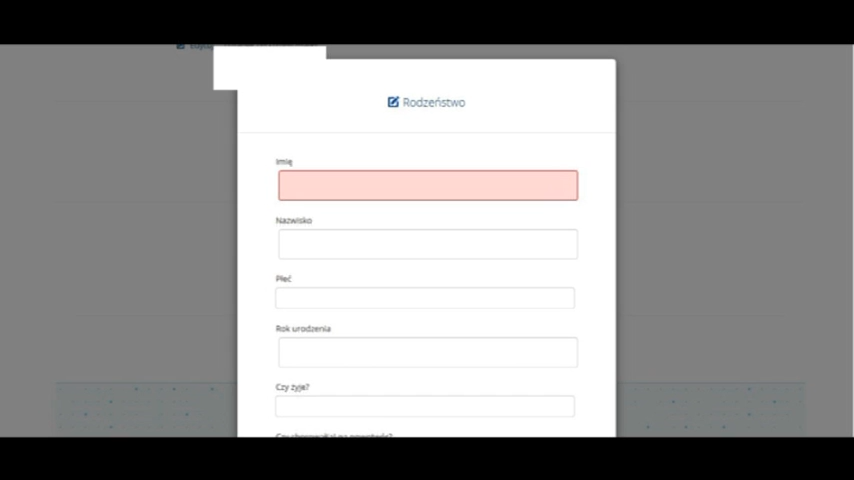 Rodzeństwo
Imię
Nazwisko
Płeć
Rok urodzenia
Czy żyje?